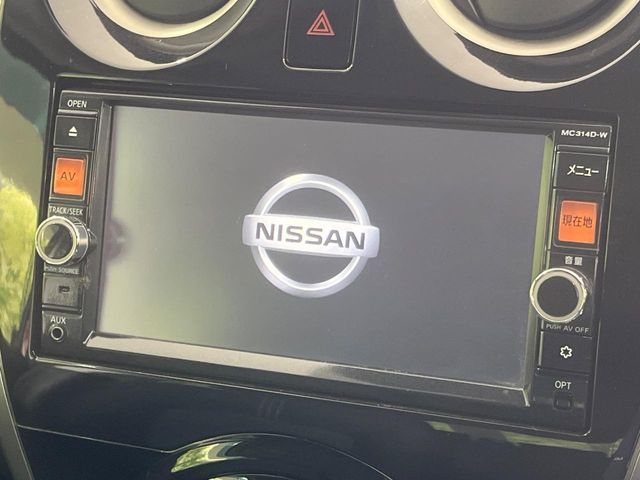 OPEN
MC314D-W
AV
メニュー
TRACK/SEEK
現在地
NISSAN
PUSH SOURCE
音量
AUX
PUSH AV OFF
OPT